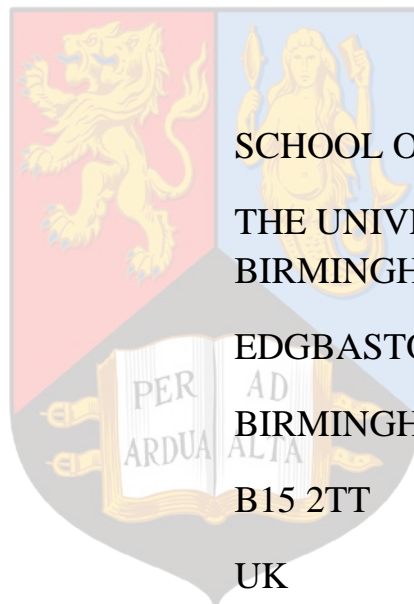 SCHOOL O
THE UNIV
BIRMINGH
EDGBASTO
PER AD
ARDUA ALTA
BIRMINGH
B15 2TT
UK